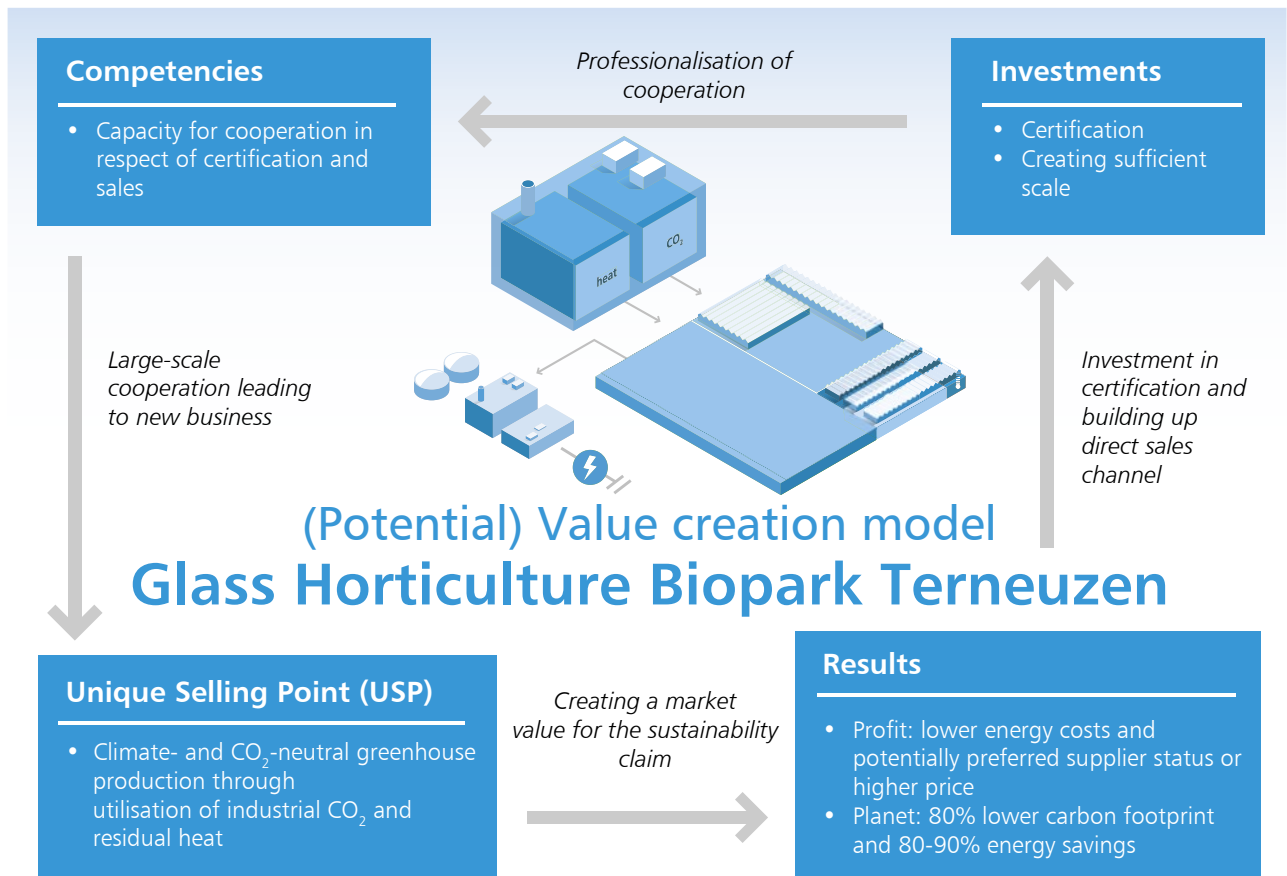 Competencies
• Capacity for cooperation in
respect of certification and
sales
Professionalisation of
cooperation
Investments
• Certification
• Creating sufficient
scale
heat
CO₂
Large-scale
cooperation leading
to new business
Investment in
certification and
building up
direct sales
channel
(Potential) Value creation model
Glass Horticulture Biopark Terneuzen
Unique Selling Point (USP)
• Climate- and CO₂-neutral greenhouse
production through
utilisation of industrial CO₂ and
residual heat
Creating a market
value for the sustainability
claim
Results
• Profit: lower energy costs and
potentially preferred supplier status or
higher price
• Planet: 80% lower carbon footprint
and 80-90% energy savings